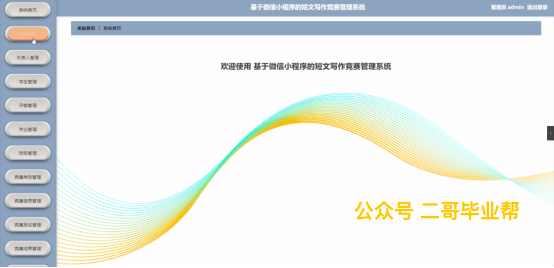 基于微信小程序的短文写作竞赛管理系统
管理员 admin 退出登录
系统首页
系统首页
欢迎使用 基于微信小程序的短文写作竞赛管理系统
负责人管理
学生管理
评委管理
专业管理
班级管理
竞赛类别管理
竞赛信息管理
竞赛报名管理
竞赛成果管理
公众号 二哥毕业帮